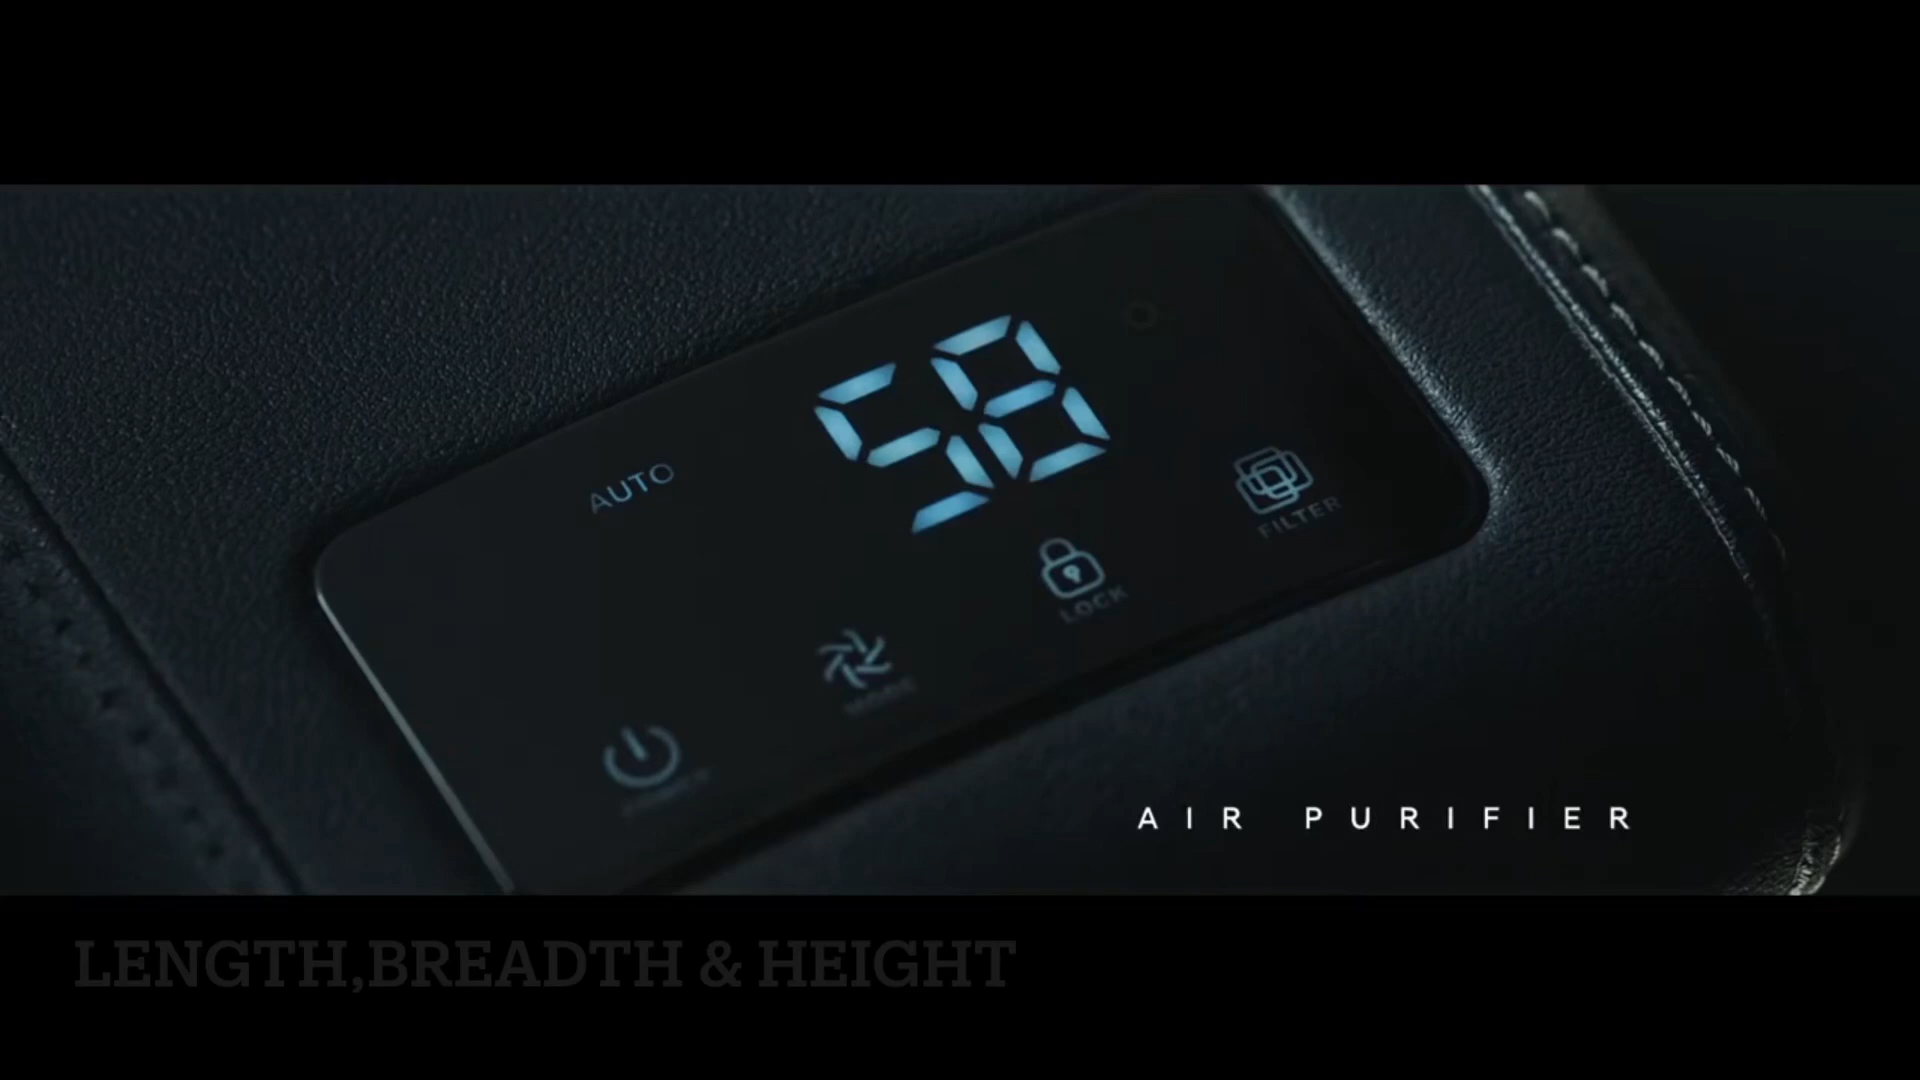 AUTO
58
FILTER
LOCK
AIR PURIFIER
LENGTH,BREADTH & HEIGHT